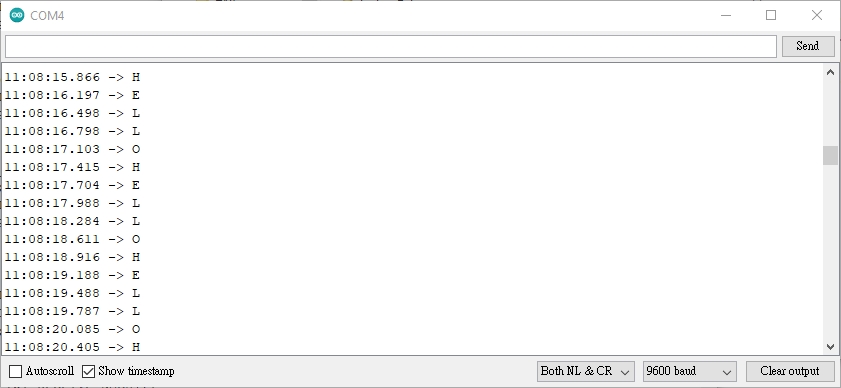 COM4
Send
11:08:15.866 -> H
11:08:16.197 -> E
11:08:16.498 -> L
11:08:16.798 -> L
11:08:17.103 -> O
11:08:17.415 -> H
11:08:17.704 -> E
11:08:17.988 -> L
11:08:18.284 -> L
11:08:18.611 -> O
11:08:18.916 -> H
11:08:19.188 -> E
11:08:19.488 -> L
11:08:19.787 -> L
11:08:20.085 -> O
11:08:20.405 -> H
Autoscroll Show timestamp Both NL & CR 9600 baud Clear output